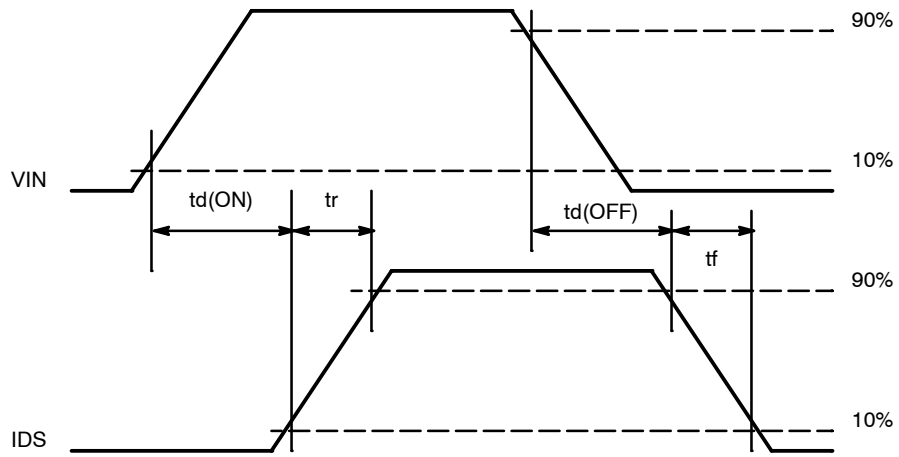 90%
10%
VIN
td(ON)
tr
td(OFF)
tf
90%
10%
IDS